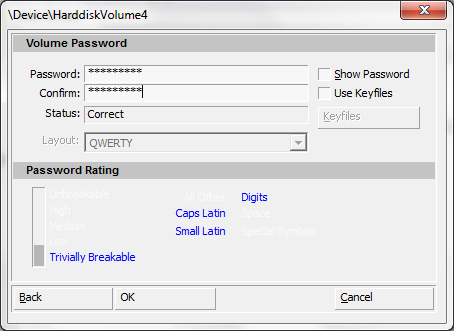 \Device\HarddiskVolume4
Volume Password
Password: *********
Show Password
Confirm: *********
Use Keyfiles
Status: Correct
Keyfiles
Layout: QWERTY
Password Rating
Unbreakable All Other Digits
High Caps Latin Space
Medium Small Latin Special Symbols
Low
Trivially Breakable
Back OK Cancel